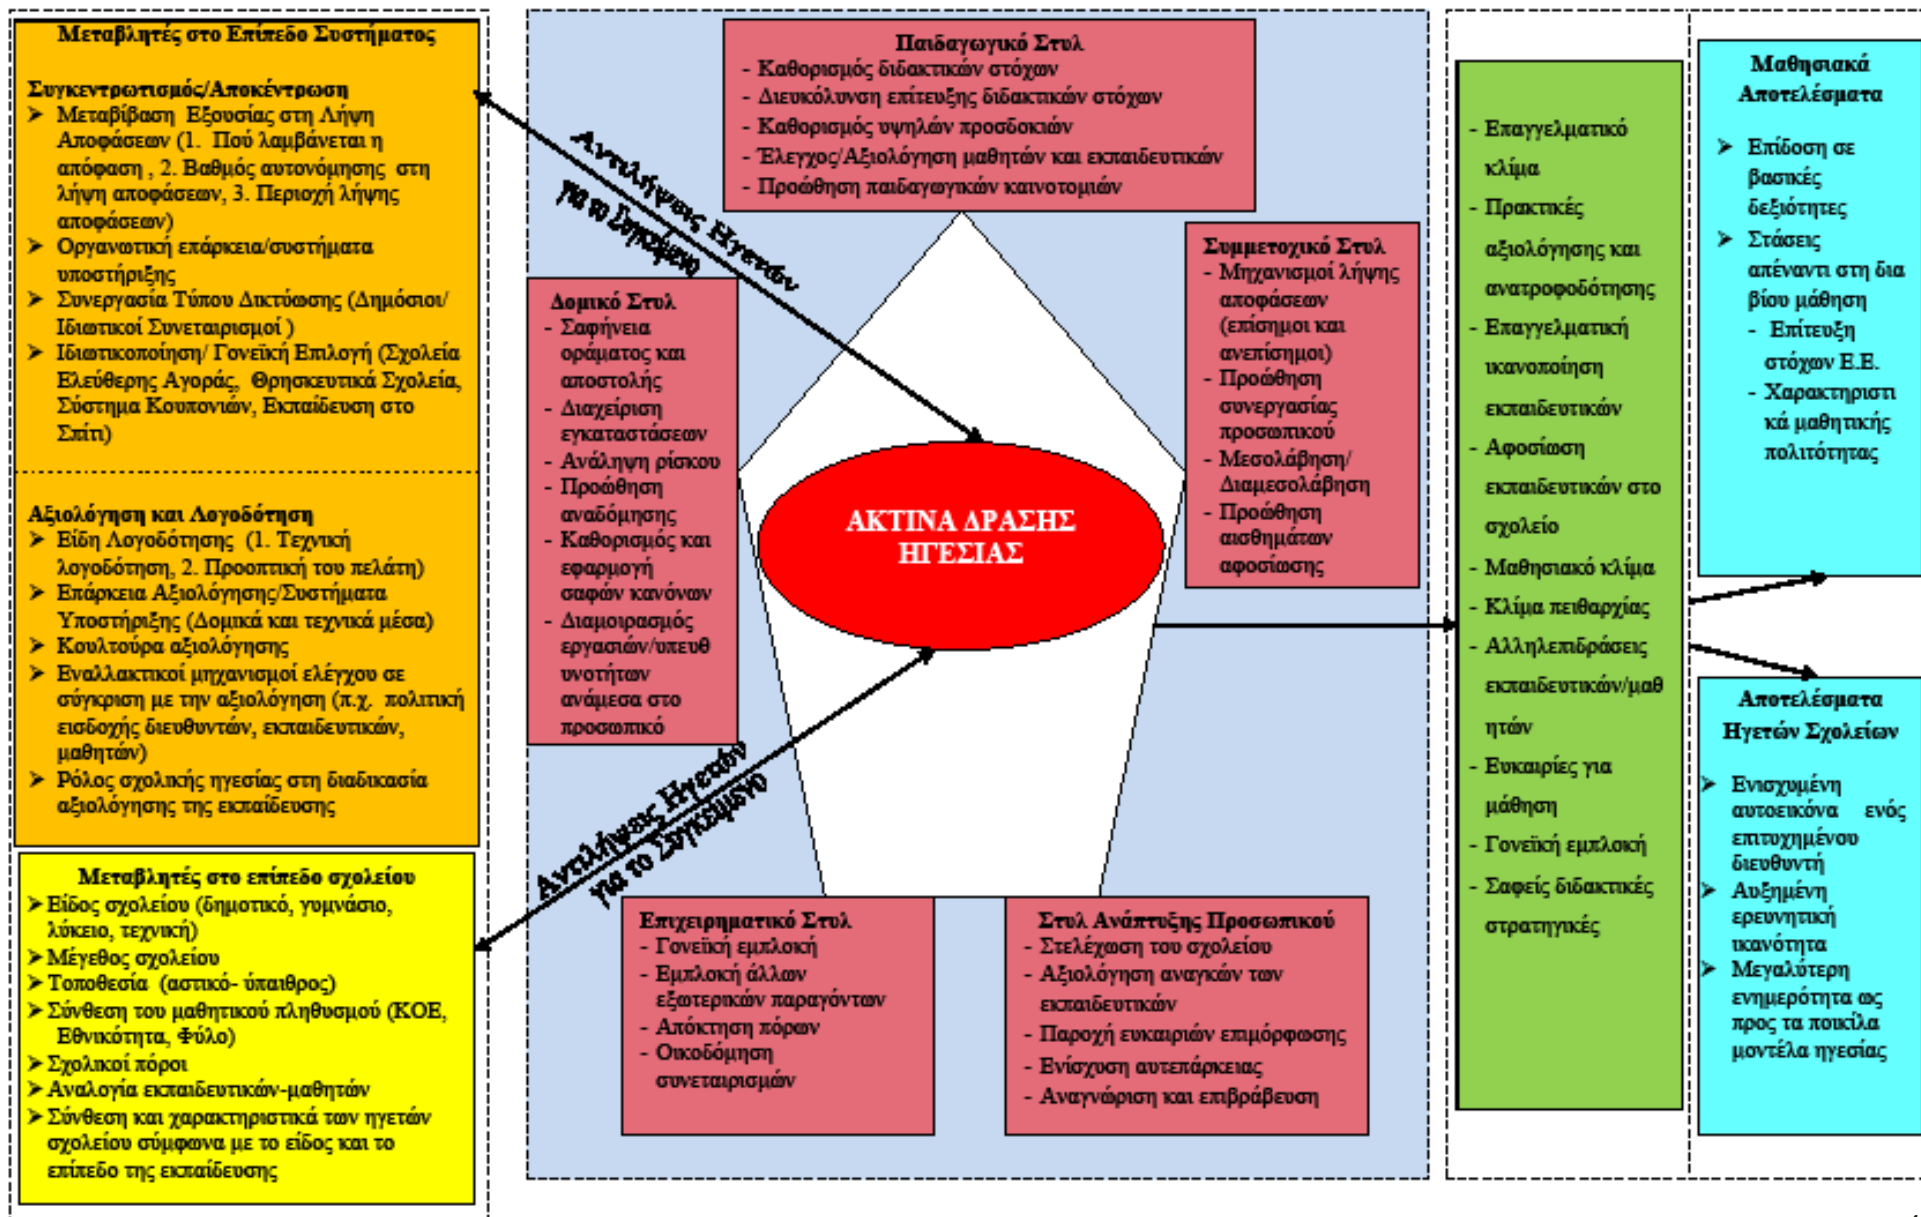 Μεταβλητές στο Επίπεδο Συστήματος
Συγκεντρωτισμός/Αποκέντρωση
➤ Μεταβίβαση Εξουσίας στη Λήψη
Αποφάσεων (1. Πού λαμβάνεται η
απόφαση , 2. Βαθμός αυτονόμησης στη
λήψη αποφάσεων, 3. Περιοχή λήψης
αποφάσεων)
➤ Οργανωτική επάρκεια/συστήματα
υποστήριξης
➤ Συνεργασία Τύπου Δικτύωσης (Δημόσιοι/
Ιδιωτικοί Συνεταιρισμοί )
➤ Ιδιωτικοποίηση/ Γονεϊκή Επιλογή (Σχολεία
Ελεύθερης Αγοράς, Θρησκευτικά Σχολεία,
Σύστημα Κουπονιών, Εκπαίδευση στο
Σπίτι)
Αξιολόγηση και Λογοδότηση
➤ Είδη Λογοδότησης (1. Τεχνική
λογοδότηση, 2. Προοπτική του πελάτη)
➤ Επάρκεια Αξιολόγησης/Συστήματα
Υποστήριξης (Δομικά και τεχνικά μέσα)
➤ Κουλτούρα αξιολόγησης
➤ Εναλλακτικοί μηχανισμοί ελέγχου σε
σύγκριση με την αξιολόγηση (π.χ. πολιτική
εισδοχής διευθυντών, εκπαιδευτικών,
μαθητών)
➤ Ρόλος σχολικής ηγεσίας στη διαδικασία
αξιολόγησης της εκπαίδευσης
Μεταβλητές στο επίπεδο σχολείου
➤ Είδος σχολείου (δημοτικό, γυμνάσιο,
λύκειο, τεχνική)
➤ Μέγεθος σχολείου
➤ Τοποθεσία (αστικό- ύπαιθρος)
➤ Σύνθεση του μαθητικού πληθυσμού (ΚΟΕ,
Εθνικότητα, Φύλο)
➤ Σχολικοί πόροι
➤ Αναλογία εκπαιδευτικών-μαθητών
➤ Σύνθεση και χαρακτηριστικά των ηγετών
σχολείου σύμφωνα με το είδος και το
επίπεδο της εκπαίδευσης
Αντιλήψεις Ηγετών
για το Συγκείμενο
Αντιλήψεις Ηγετών
για το Συγκείμενο
Παιδαγωγικό Στυλ
- Καθορισμός διδακτικών στόχων
- Διευκόλυνση επίτευξης διδακτικών στόχων
- Καθορισμός υψηλών προσδοκιών
- Έλεγχος/Αξιολόγηση μαθητών και εκπαιδευτικών
- Προώθηση παιδαγωγικών καινοτομιών
Δομικό Στυλ
- Σαφήνεια
οράματος και
αποστολής
- Διαχείριση
εγκαταστάσεων
- Ανάληψη ρίσκου
- Προώθηση
αναδόμησης
- Καθορισμός και
εφαρμογή
σαφών κανόνων
- Διαμοιρασμός
εργασιών/υπευθ
υνοτήτων
ανάμεσα στο
προσωπικό
ΑΚΤΙΝΑ ΔΡΑΣΗΣ
ΗΓΕΣΙΑΣ
Συμμετοχικό Στυλ
- Μηχανισμοί λήψης
αποφάσεων
(επίσημοι και
ανεπίσημοι)
- Προώθηση
συνεργασίας
προσωπικού
- Μεσολάβηση/
Διαμεσολάβηση
- Προώθηση
αισθημάτων
αφοσίωσης
Επιχειρηματικό Στυλ
- Γονεϊκή εμπλοκή
- Εμπλοκή άλλων
εξωτερικών παραγόντων
- Απόκτηση πόρων
- Οικοδόμηση
συνεταιρισμών
Στυλ Ανάπτυξης Προσωπικού
- Στελέχωση του σχολείου
- Αξιολόγηση αναγκών των
εκπαιδευτικών
- Παροχή ευκαιριών επιμόρφωσης
- Ενίσχυση αυτεπάρκειας
- Αναγνώριση και επιβράβευση
- Επαγγελματικό
κλίμα
- Πρακτικές
αξιολόγησης και
ανατροφοδότησης
- Επαγγελματική
ικανοποίηση
εκπαιδευτικών
- Αφοσίωση
εκπαιδευτικών στο
σχολείο
- Μαθησιακό κλίμα
- Κλίμα πειθαρχίας
- Αλληλεπιδράσεις
εκπαιδευτικών/μαθ
ητών
- Ευκαιρίες για
μάθηση
- Γονεϊκή εμπλοκή
- Σαφείς διδακτικές
στρατηγικές
Μαθησιακά
Αποτελέσματα
➤ Επίδοση σε
βασικές
δεξιότητες
➤ Στάσεις
απέναντι στη δια
βίου μάθηση
- Επίτευξη
στόχων Ε.Ε.
- Χαρακτηριστι
κά μαθητικής
πολιτότητας
Αποτελέσματα
Ηγετών Σχολείων
➤ Ενισχυμένη
αυτοεικόνα ενός
επιτυχημένου
διευθυντή
➤ Αυξημένη
ερευνητική
ικανότητα
➤ Μεγαλύτερη
ενημερότητα ως
προς τα ποικίλα
μοντέλα ηγεσίας